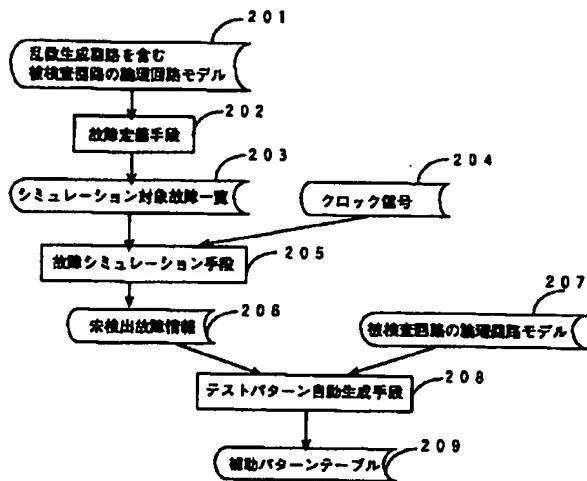 201
乱数生成回路を含む
被検査回路の論理回路モデル
202
故障定義手段
203
シミュレーション対象故障一覧
204
クロック信号
故障シミュレーション手段
205
206
未検出故障情報
207
被検査回路の論理回路モデル
テストパターン自動生成手段
208
209
補助パターンテーブル